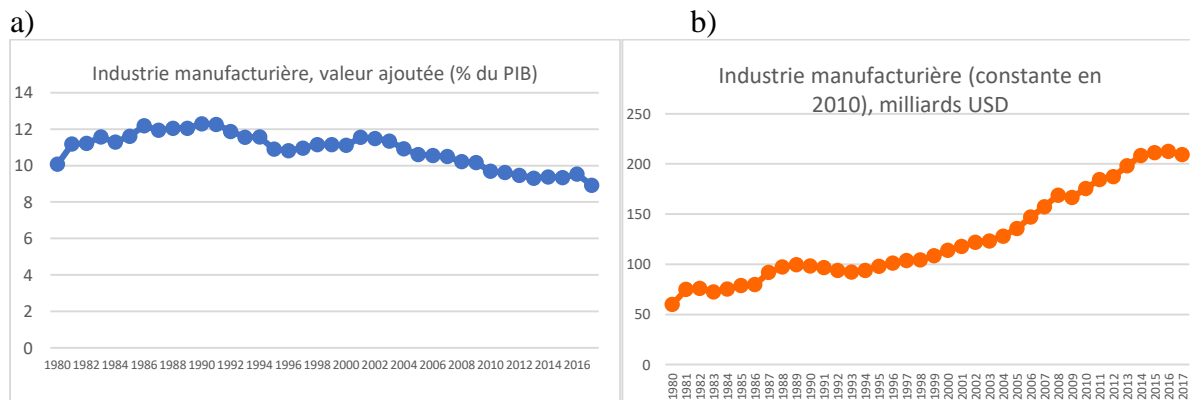 a)
b)
Industrie manufacturière, valeur ajoutée (% du PIB)
14
12
10
8
6
4
2
0
1980 1982 1984 1986 1988 1990 1992 1994 1996 1998 2000 2002 2004 2006 2008 2010 2012 2014 2016
Industrie manufacturière (constante en
2010), milliards USD
250
200
150
100
50
0
1980 1981 1982 1983 1984 1985 1986 1987 1988 1989 1990 1991 1992 1993 1994 1995 1996 1997 1998 1999 2000 2001 2002 2003 2004 2005 2006 2007 2008 2009 2010 2011 2012 2013 2014 2015 2016 2017